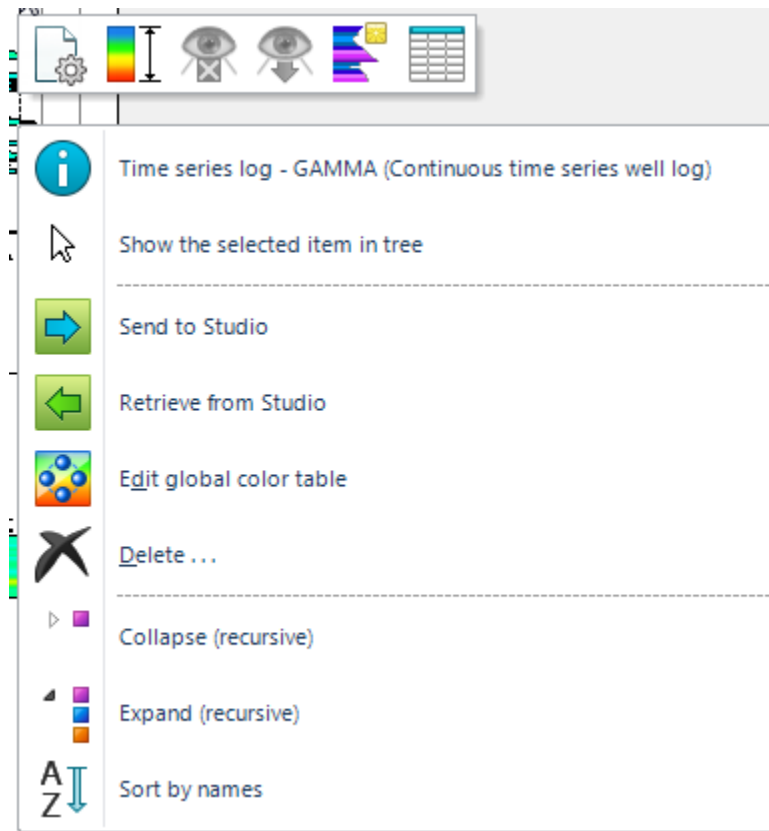 Time series log - GAMMA (Continuous time series well log)
Show the selected item in tree
Send to Studio
Retrieve from Studio
Edit global color table
Delete . . .
Collapse (recursive)
Expand (recursive)
A
Z
Sort by names